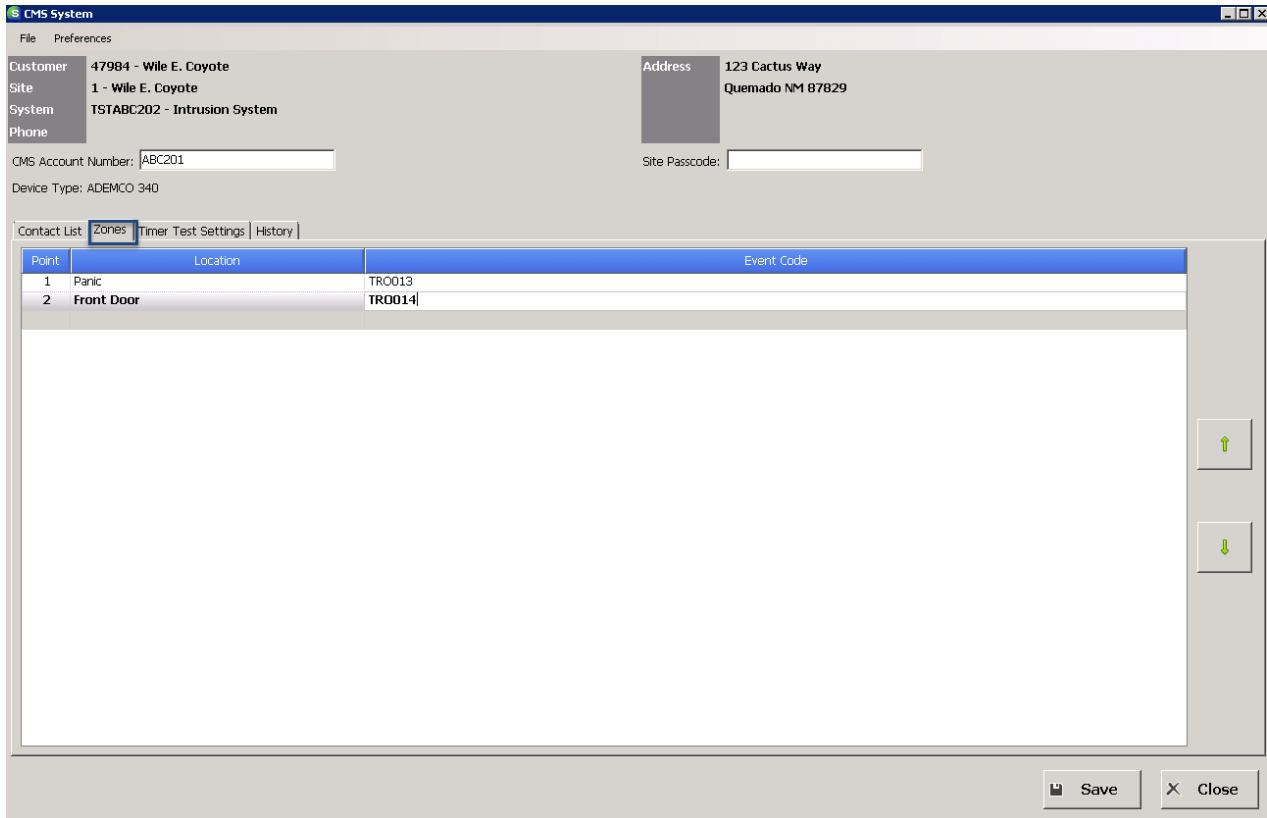 S CMS System
File Preferences
Customer 47984 - Wile E. Coyote
Site 1 - Wile E. Coyote
System TSTABC202 - Intrusion System
Phone
Address 123 Cactus Way
Quemado NM 87829
CMS Account Number: ABC201
Site Passcode:
Device Type: ADEMCO 340
Contact List Zones Timer Test Settings History
Point Location Event Code
1 Panic TRO013
2 Front Door TRO014
Save Close